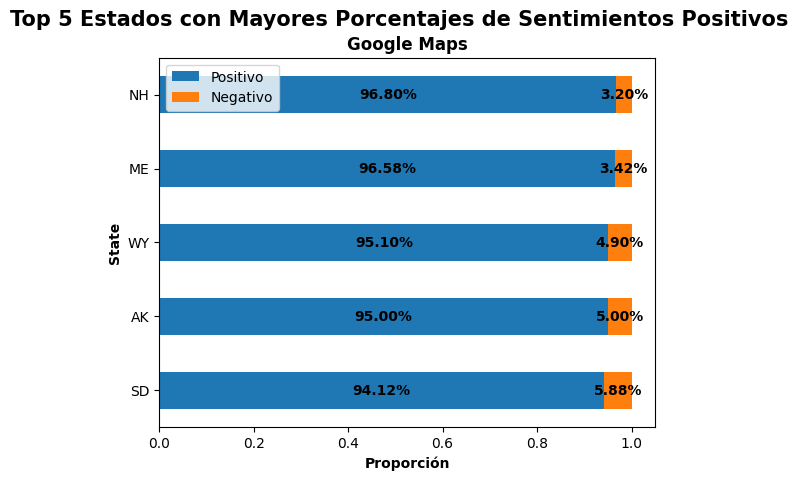 Top 5 Estados con Mayores Porcentajes de Sentimientos Positivos
Google Maps
Positivo
Negativo
NH 96.80% 3.20%
ME 96.58% 3.42%
WY 95.10% 4.90%
AK 95.00% 5.00%
SD 94.12% 5.88%
State
0.0 0.2 0.4 0.6 0.8 1.0
Proporción